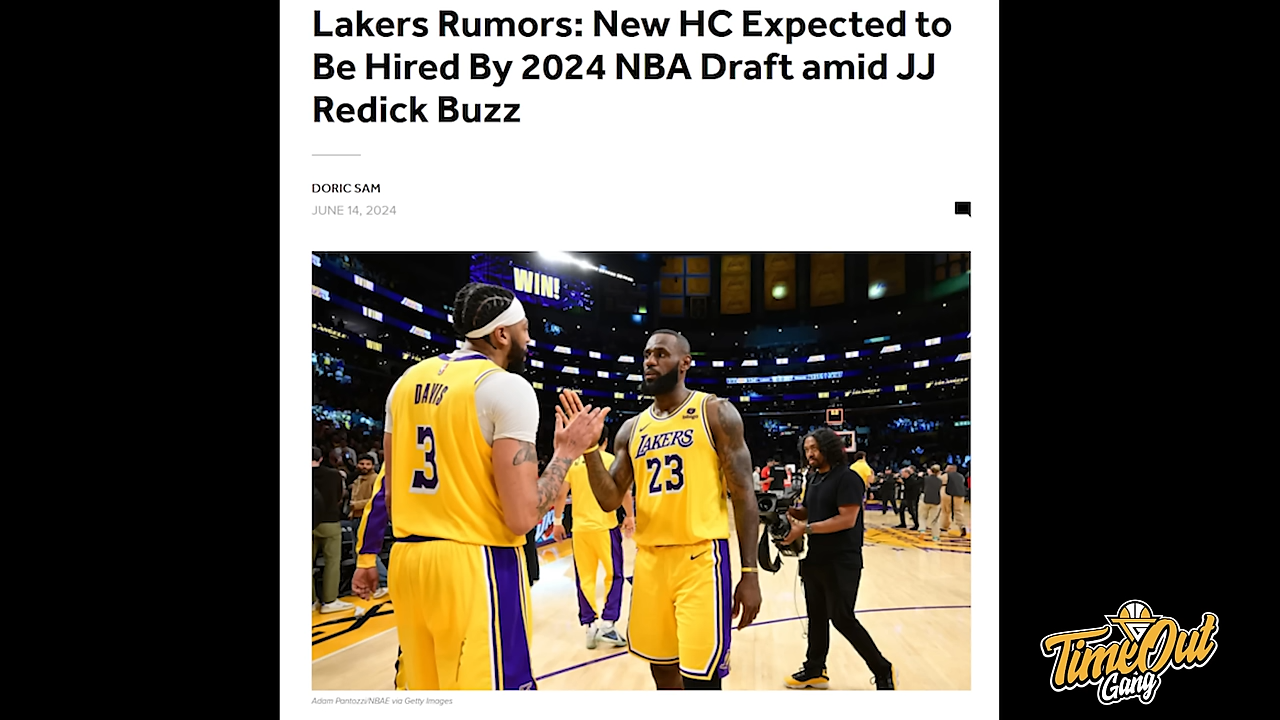 Lakers Rumors: New HC Expected to
Be Hired By 2024 NBA Draft amid JJ
Redick Buzz
DORIC SAM
JUNE 14, 2024
WIN!
DAVIS
3
LAKERS
23
Adam Pantozzi/NBAE via Getty Images
TimeOut
Gang